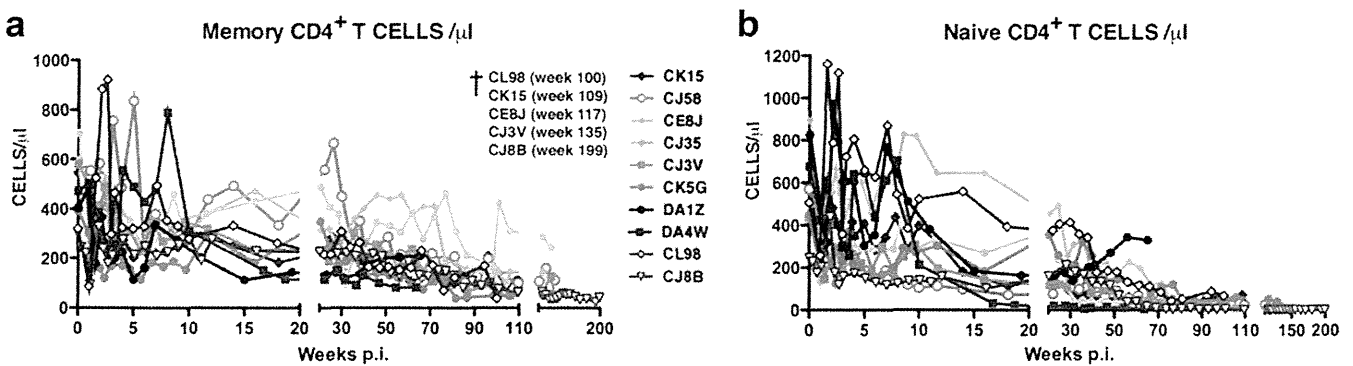 a
Memory CD4+ T CELLS /µl
CELLS/µl
1000
800
600
400
200
0
0 5 10 15 20 30 50 70 90 110 200
Weeks p.i.
† CL98 (week 100)
CK15 (week 109)
CE8J (week 117)
CJ3V (week 135)
CJ8B (week 199)
CK15
CJ58
CE8J
CJ35
CJ3V
CK5G
DA1Z
DA4W
CL98
CJ8B
b
Naive CD4+ T CELLS /µl
CELLS/µl
1200
1000
800
600
400
200
0
0 5 10 15 20 30 50 70 90 110 150 200
Weeks p.i.